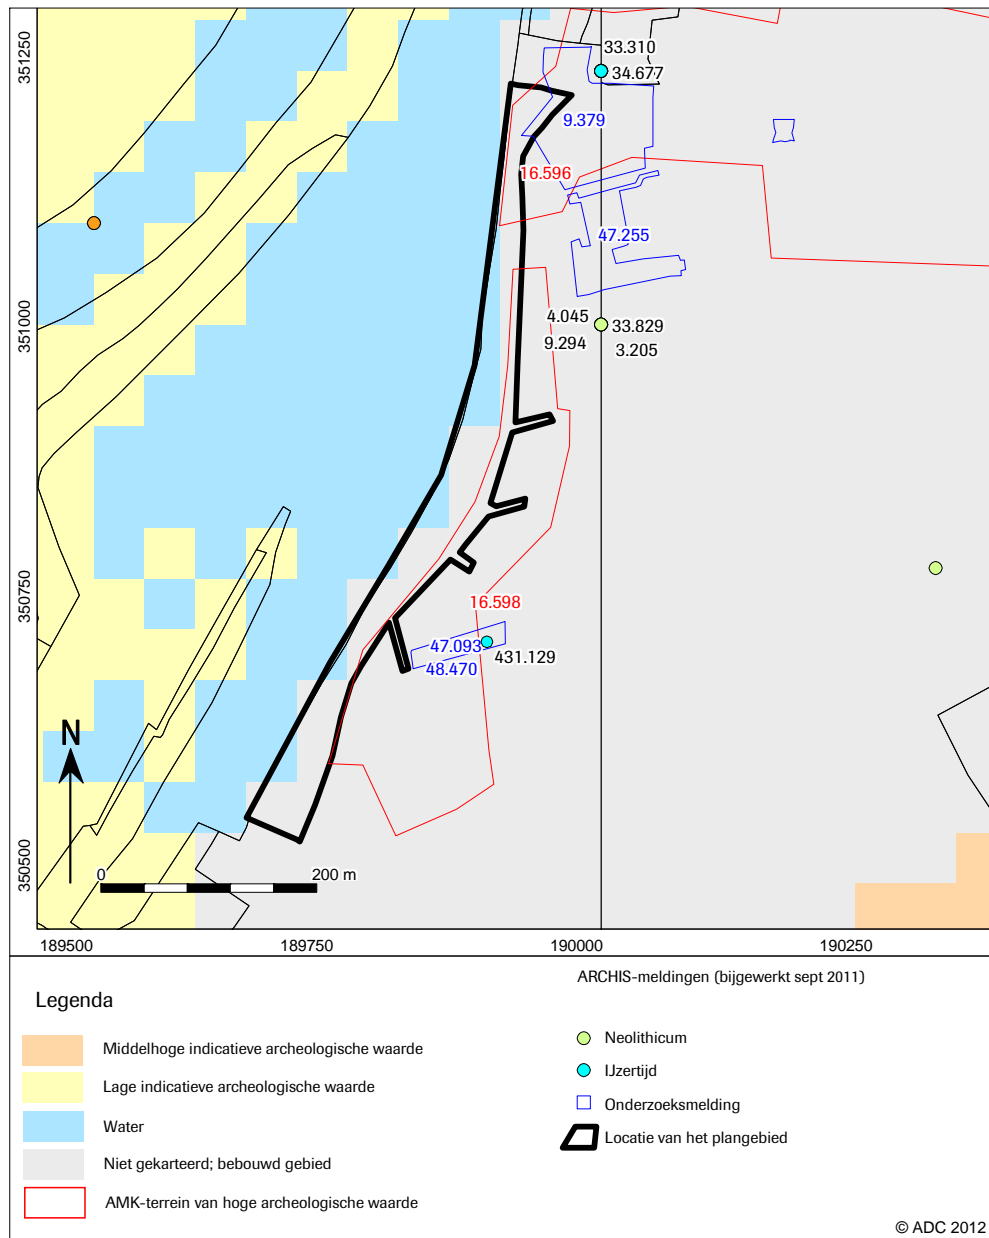 351250
351000
350750
350500
33.310
34.677
9.379
16.596
47.255
4.045
33.829
9.294
3.205
16.598
47.093
431.129
48.470
N
0
200 m
189500
189750
190000
190250
Legenda
Middelhoge indicatieve archeologische waarde
Lage indicatieve archeologische waarde
Water
Niet gekarteerd; bebouwd gebied
AMK-terrein van hoge archeologische waarde
ARCHIS-meldingen (bijgewerkt sept 2011)
Neolithicum
IJzertijd
Onderzoeksmelding
Locatie van het plangebied
© ADC 2012